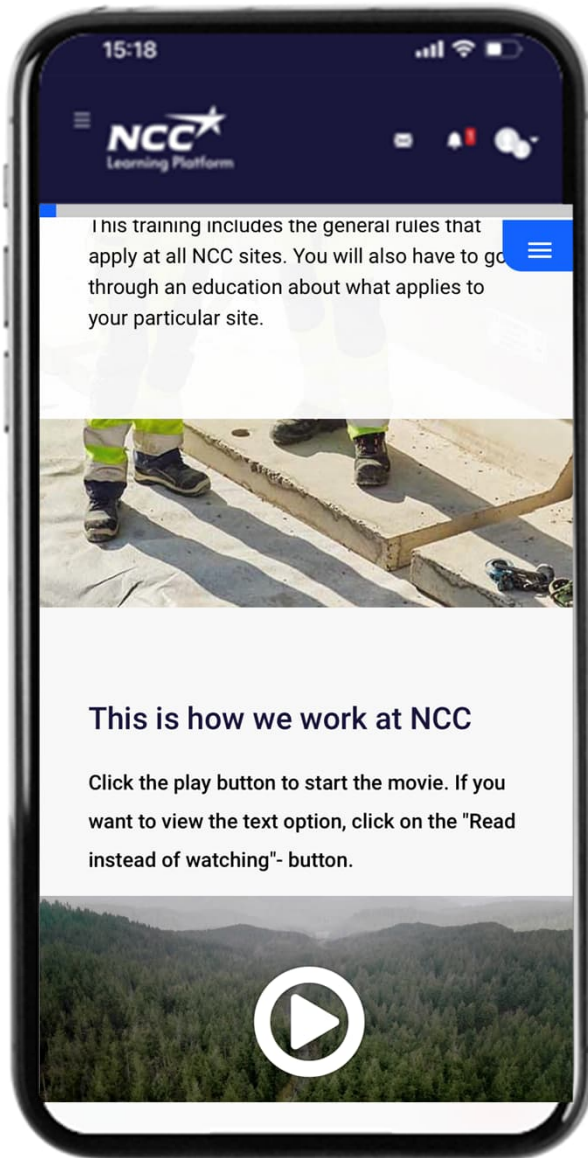 15:18
NCC
Learning Platform
This training includes the general rules that
apply at all NCC sites. You will also have to go
through an education about what applies to
your particular site.
This is how we work at NCC
Click the play button to start the movie. If you
want to view the text option, click on the "Read
instead of watching"- button.